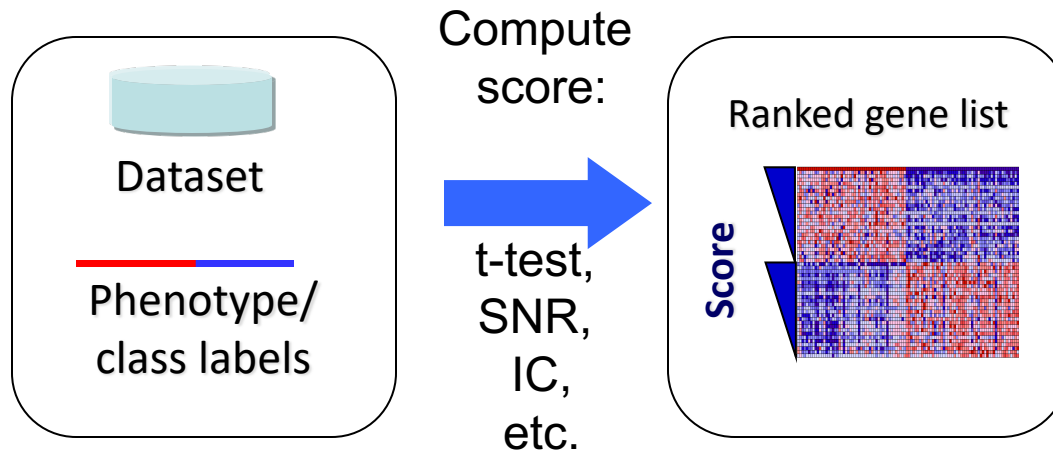 Dataset
Phenotype/
class labels
Compute
score:
t-test,
SNR,
IC,
etc.
Ranked gene list
Score